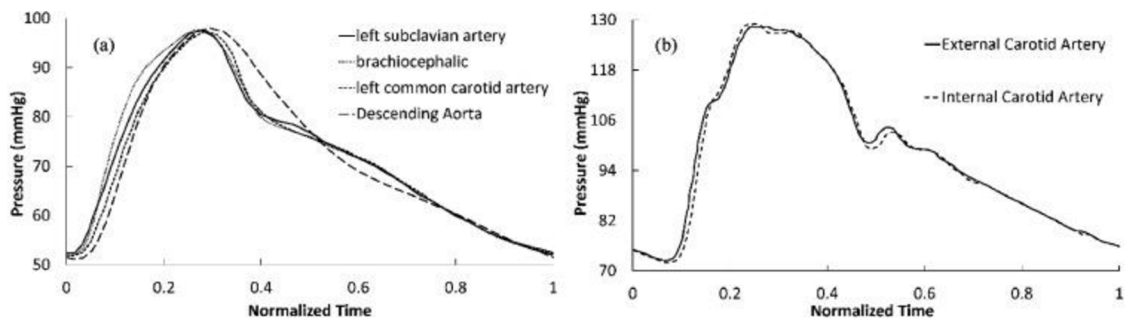 100
90
80
70
60
50
Pressure (mmHg)
(a)
left subclavian artery
brachiocephalic
left common carotid artery
Descending Aorta
0 0.2 0.4 0.6 0.8 1
Normalized Time
130
118
106
94
82
70
Pressure (mmHg)
(b)
External Carotid Artery
Internal Carotid Artery
0 0.2 0.4 0.6 0.8 1
Normalized Time